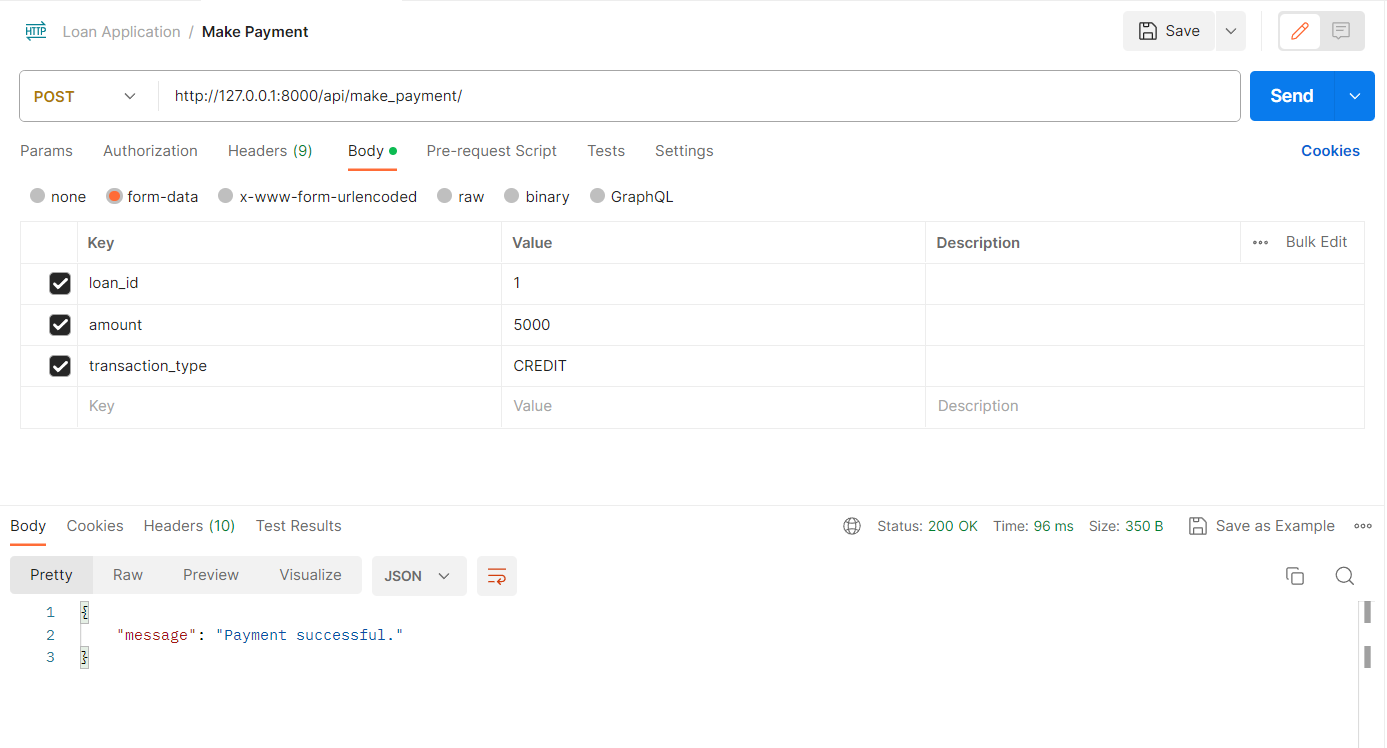 HTTP Loan Application / Make Payment Save
POST http://127.0.0.1:8000/api/make_payment/ Send
Params Authorization Headers (9) Body Pre-request Script Tests Settings Cookies
none form-data x-www-form-urlencoded raw binary GraphQL
Key Value Description Bulk Edit
loan_id 1
amount 5000
transaction_type CREDIT
Key Value Description
Body Cookies Headers (10) Test Results Status: 200 OK Time: 96 ms Size: 350 B Save as Example
Pretty Raw Preview Visualize JSON
1 {
2 "message": "Payment successful."
3 }